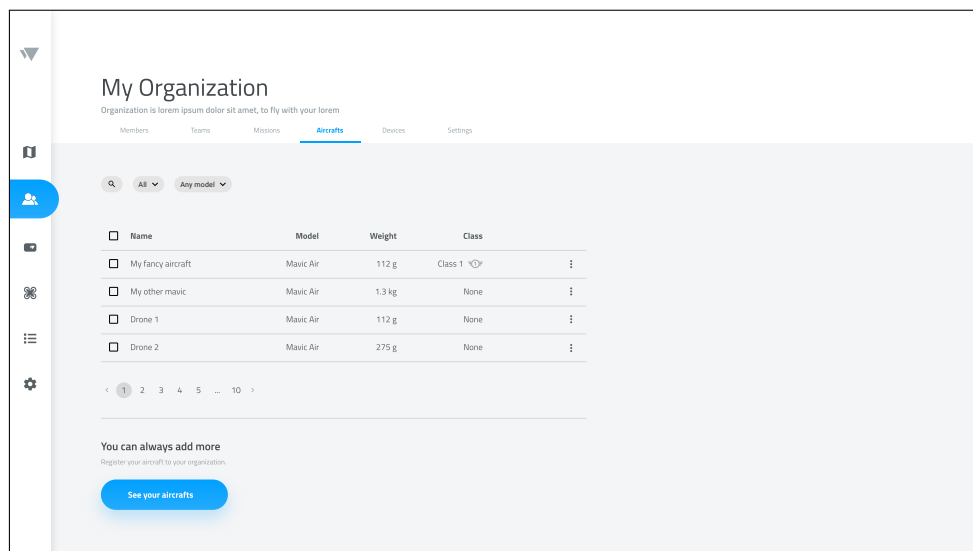 My Organization
Organization is lorem ipsum dolor sit amet, to fly with your lorem
Members Teams Missions Aircrafts Devices Settings
All Any model
Name Model Weight Class
My fancy aircraft Mavic Air 112 g Class 1
My other mavic Mavic Air 1.3 kg None
Drone 1 Mavic Air 112 g None
Drone 2 Mavic Air 275 g None
‹ 1 2 3 4 5 ... 10 ›
You can always add more
Register your aircraft to your organization.
See your aircrafts